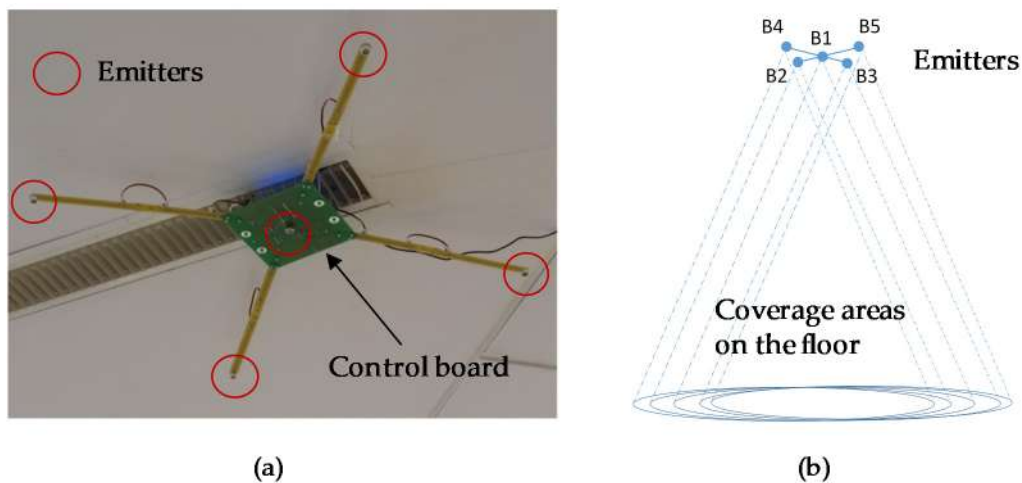 Emitters
Control board
(a)
B4
B1
B5
B2
B3
Emitters
Coverage areas
on the floor
(b)